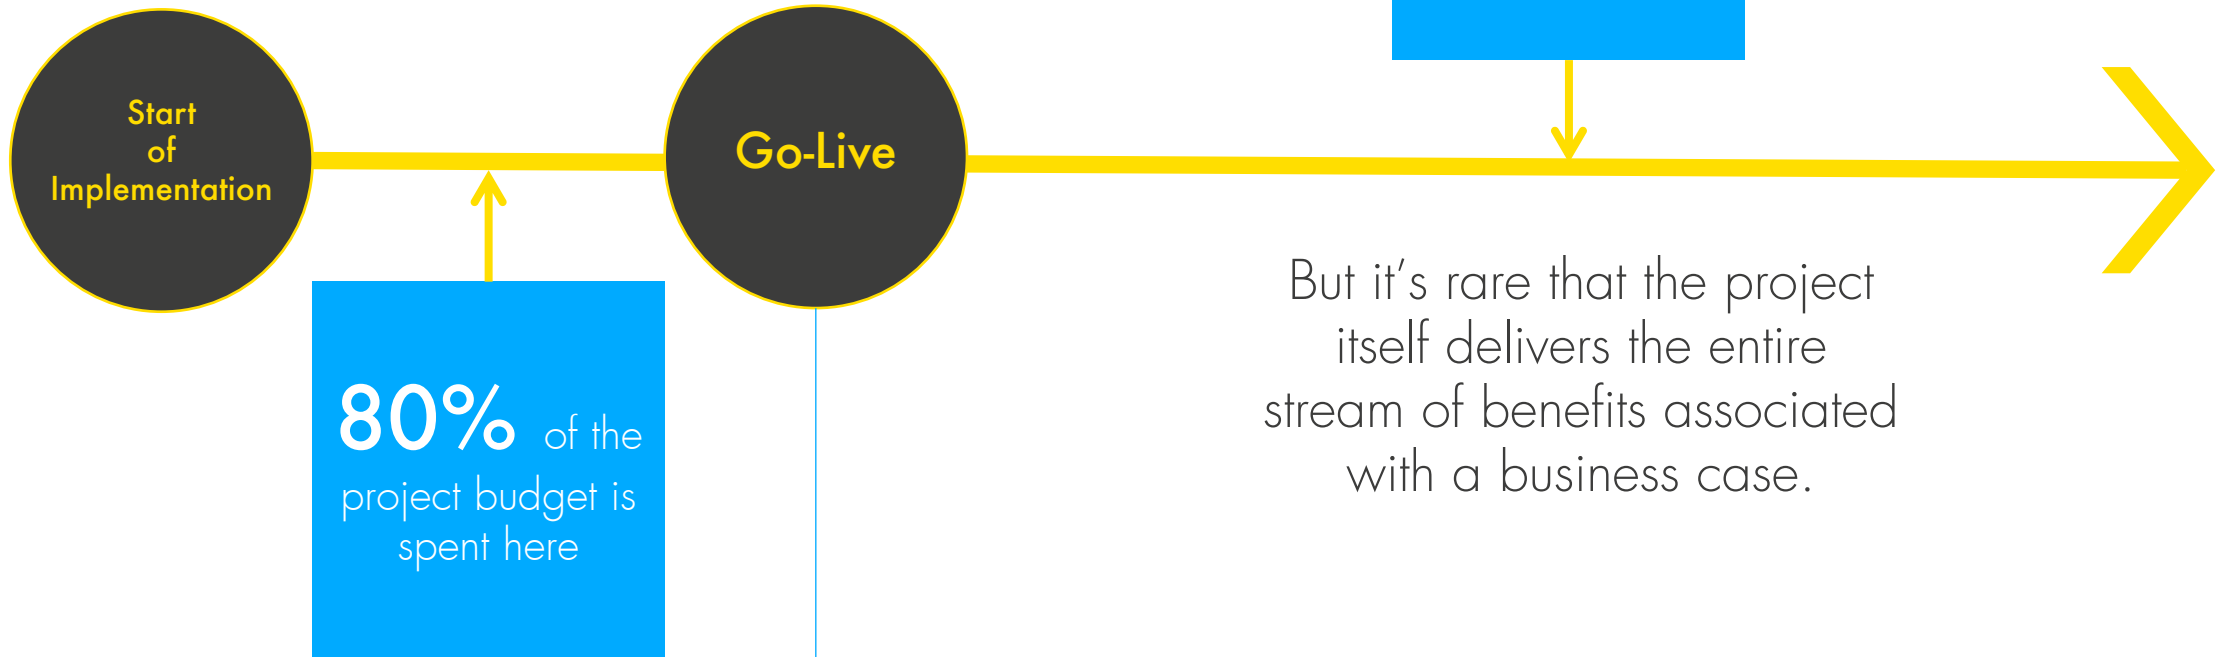 Start
of
Implementation
Go-Live
80% of the
project budget is
spent here
But it’s rare that the project
itself delivers the entire
stream of benefits associated
with a business case.